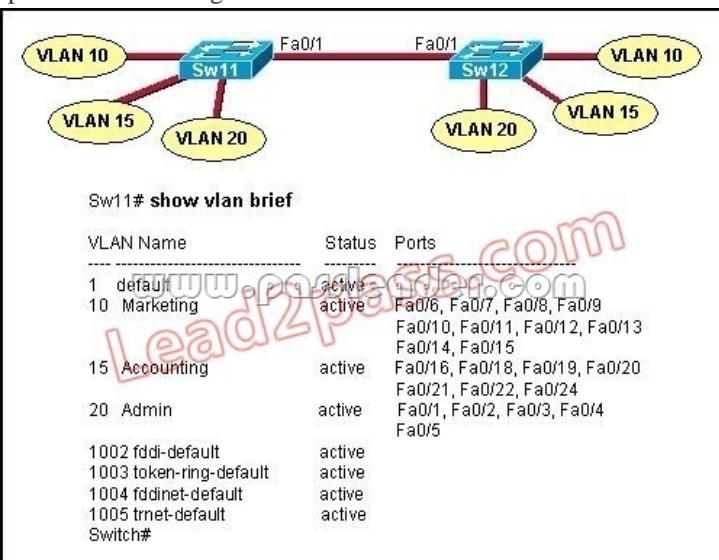 VLAN 10
Fa0/1
Fa0/1
VLAN 10
Sw11
Sw12
VLAN 15
VLAN 20
VLAN 20
VLAN 15
Sw11# show vlan brief
VLAN Name Status Ports
1 default active
10 Marketing active Fa0/6, Fa0/7, Fa0/8, Fa0/9
Fa0/10, Fa0/11, Fa0/12, Fa0/13
Fa0/14, Fa0/15
15 Accounting active Fa0/16, Fa0/18, Fa0/19, Fa0/20
Fa0/21, Fa0/22, Fa0/24
20 Admin active Fa0/1, Fa0/2, Fa0/3, Fa0/4
Fa0/5
1002 fddi-default active
1003 token-ring-default active
1004 fddinet-default active
1005 trnet-default active
Switch#
www.passleader.com
Lead2pass.com